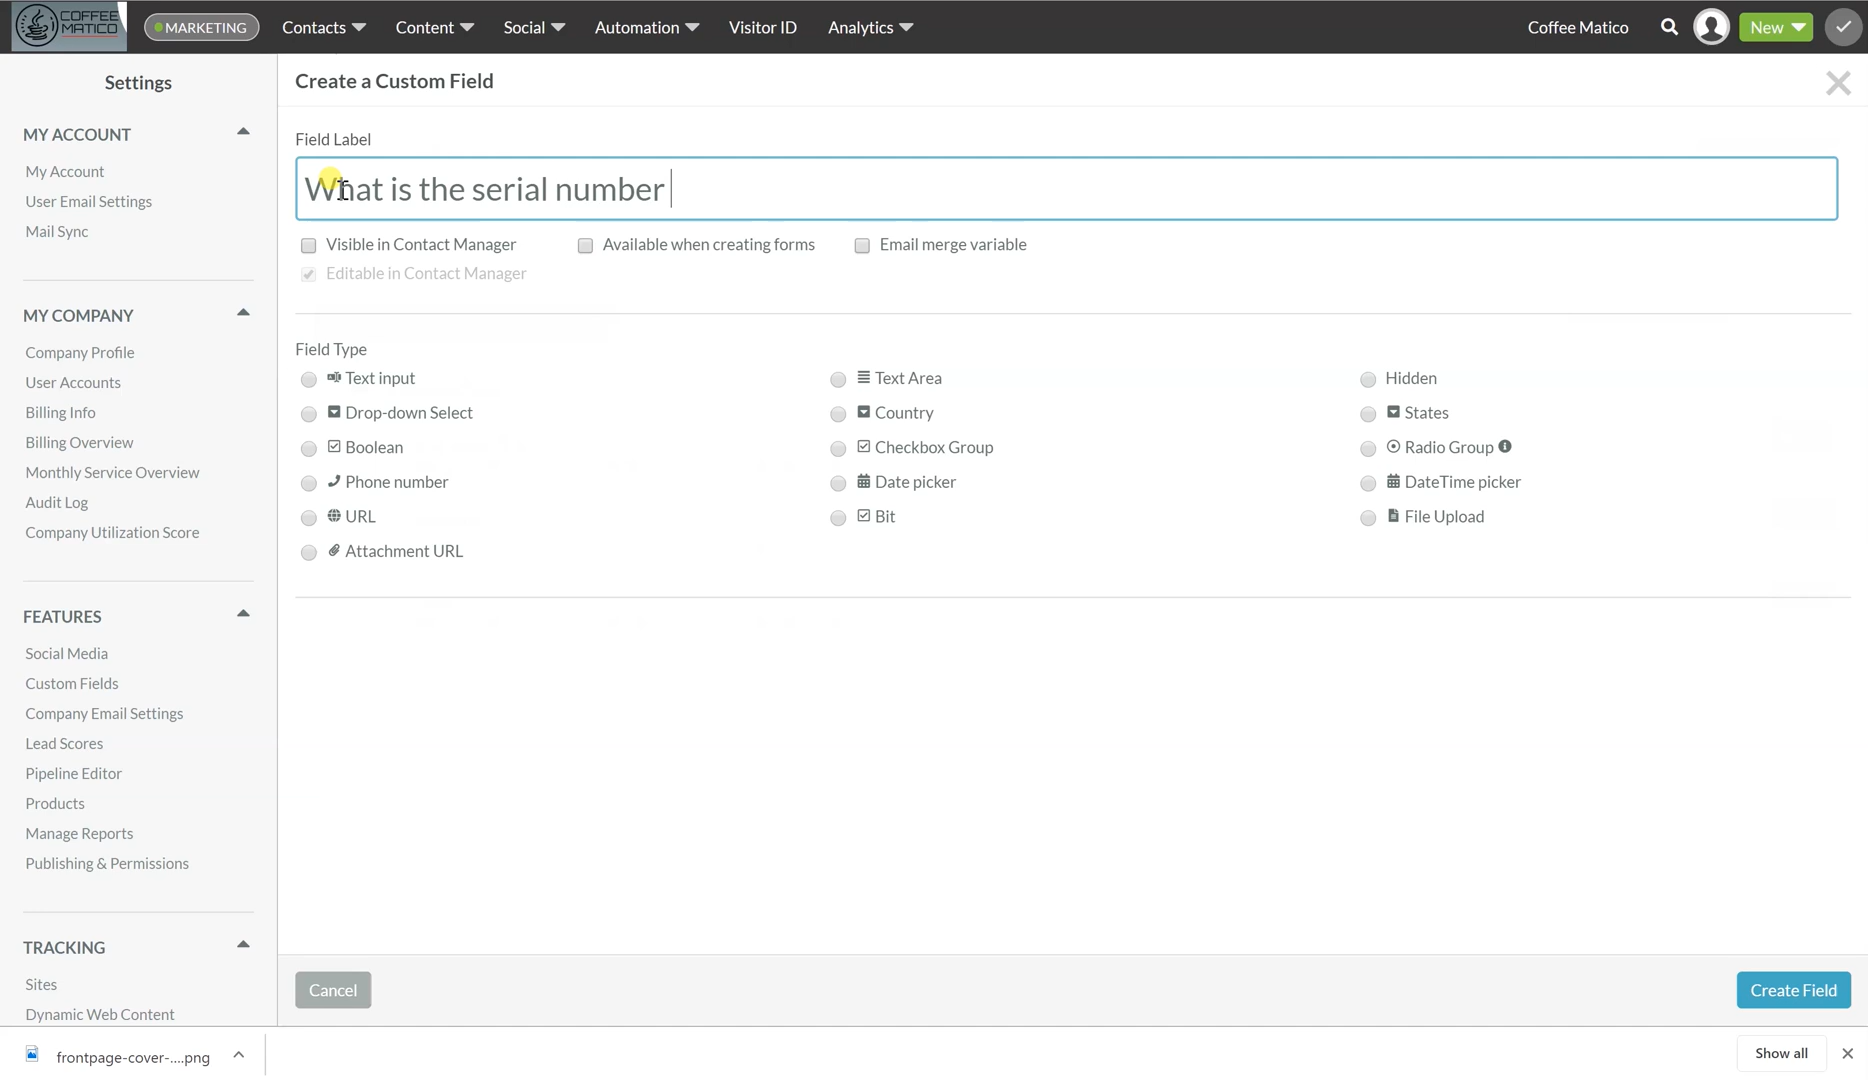 COFFEE
MATICO
MARKETING
Contacts
Content
Social
Automation
Visitor ID
Analytics
Coffee Matico
New
Settings
Create a Custom Field
MY ACCOUNT
My Account
User Email Settings
Mail Sync
MY COMPANY
Company Profile
User Accounts
Billing Info
Billing Overview
Monthly Service Overview
Audit Log
Company Utilization Score
FEATURES
Social Media
Custom Fields
Company Email Settings
Lead Scores
Pipeline Editor
Products
Manage Reports
Publishing & Permissions
TRACKING
Sites
Dynamic Web Content
Field Label
What is the serial number
Visible in Contact Manager
Available when creating forms
Email merge variable
Editable in Contact Manager
Field Type
Text input
Text Area
Hidden
Drop-down Select
Country
States
Boolean
Checkbox Group
Radio Group
Phone number
Date picker
DateTime picker
URL
Bit
File Upload
Attachment URL
Cancel
Create Field
frontpage-cover-....png
Show all